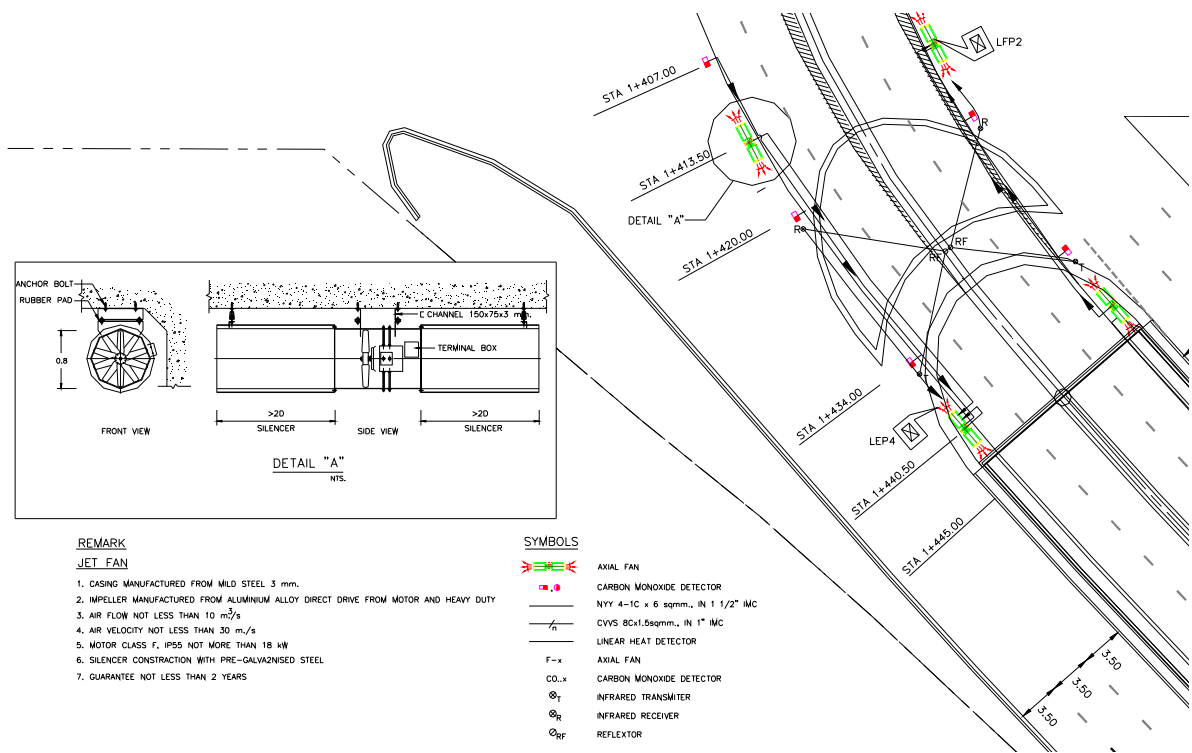 LFP2
STA 1+407.00
STA 1+413.50
DETAIL "A"
STA 1+420.00
R
R
RF
RF
T
T
STA 1+434.00
LEP4
STA 1+440.50
STA 1+445.00
3.50
3.50
3.50
ANCHOR BOLT
RUBBER PAD
[ CHANNEL 150x75x3 mm.
TERMINAL BOX
0.8
>2D
>2D
SILENCER
SILENCER
FRONT VIEW
SIDE VIEW
DETAIL "A"
NTS.
REMARK
JET FAN
1. CASING MANUFACTURED FROM MILD STEEL 3 mm.
2. IMPELLER MANUFACTURED FROM ALUMINIUM ALLOY DIRECT DRIVE FROM MOTOR AND HEAVY DUTY
3. AIR FLOW NOT LESS THAN 10 m³/s
4. AIR VELOCITY NOT LESS THAN 30 m./s
5. MOTOR CLASS F, IP55 NOT MORE THAN 18 kW
6. SILENCER CONSTRACTION WITH PRE-GALVA2NISED STEEL
7. GUARANTEE NOT LESS THAN 2 YEARS
SYMBOLS
AXIAL FAN
CARBON MONOXIDE DETECTOR
NYY 4-1C x 6 sqmm., IN 1 1/2" IMC
/n CVVS 8Cx1.5sqmm., IN 1" IMC
LINEAR HEAT DETECTOR
F-x AXIAL FAN
CO..x CARBON MONOXIDE DETECTOR
T INFRARED TRANSMITER
R INFRARED RECEIVER
RF REFLEXTOR